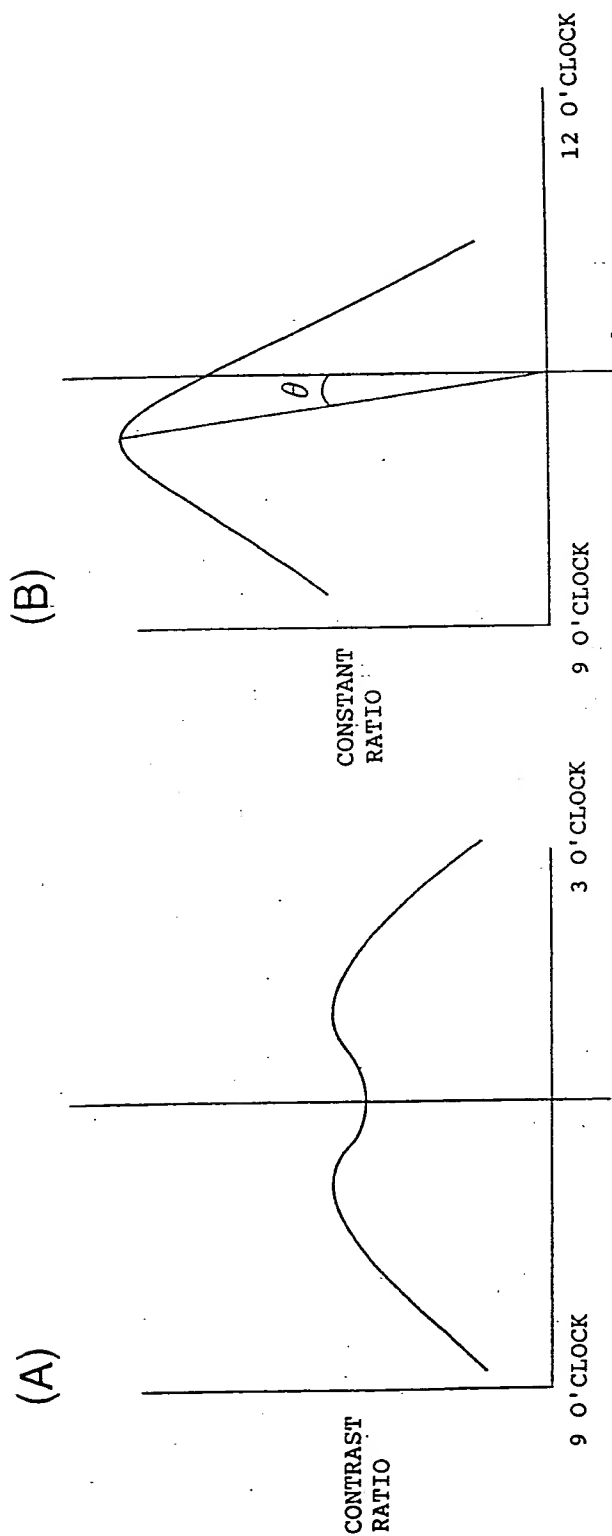 (A)
CONTRAST
RATIO
9 O'CLOCK
3 O'CLOCK
(B)
CONSTANT
RATIO
θ
9 O'CLOCK
12 O'CLOCK